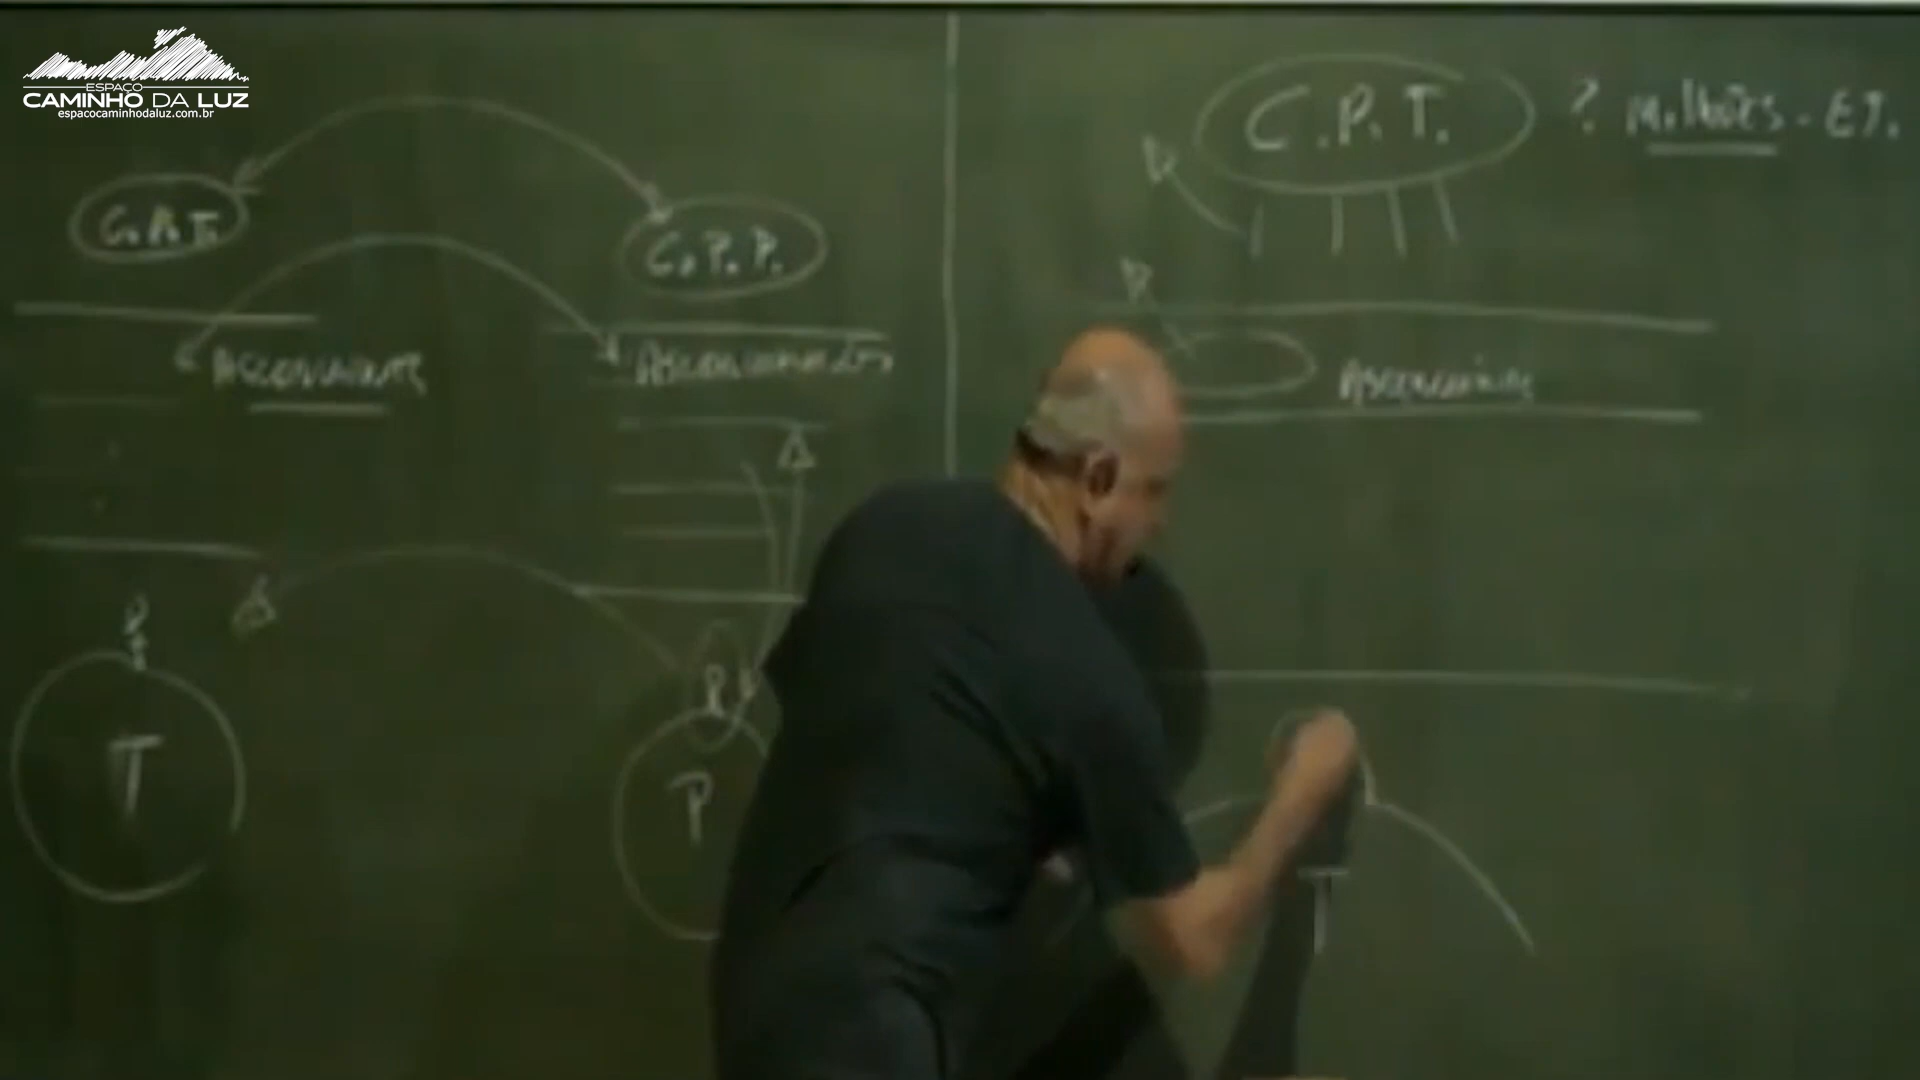 ESPAÇO
CAMINHO DA LUZ
espacocaminhodaluz.com.br
C.P.T. ? Milhões - ET.
C.P.T.
C.P.P.
T
P
T